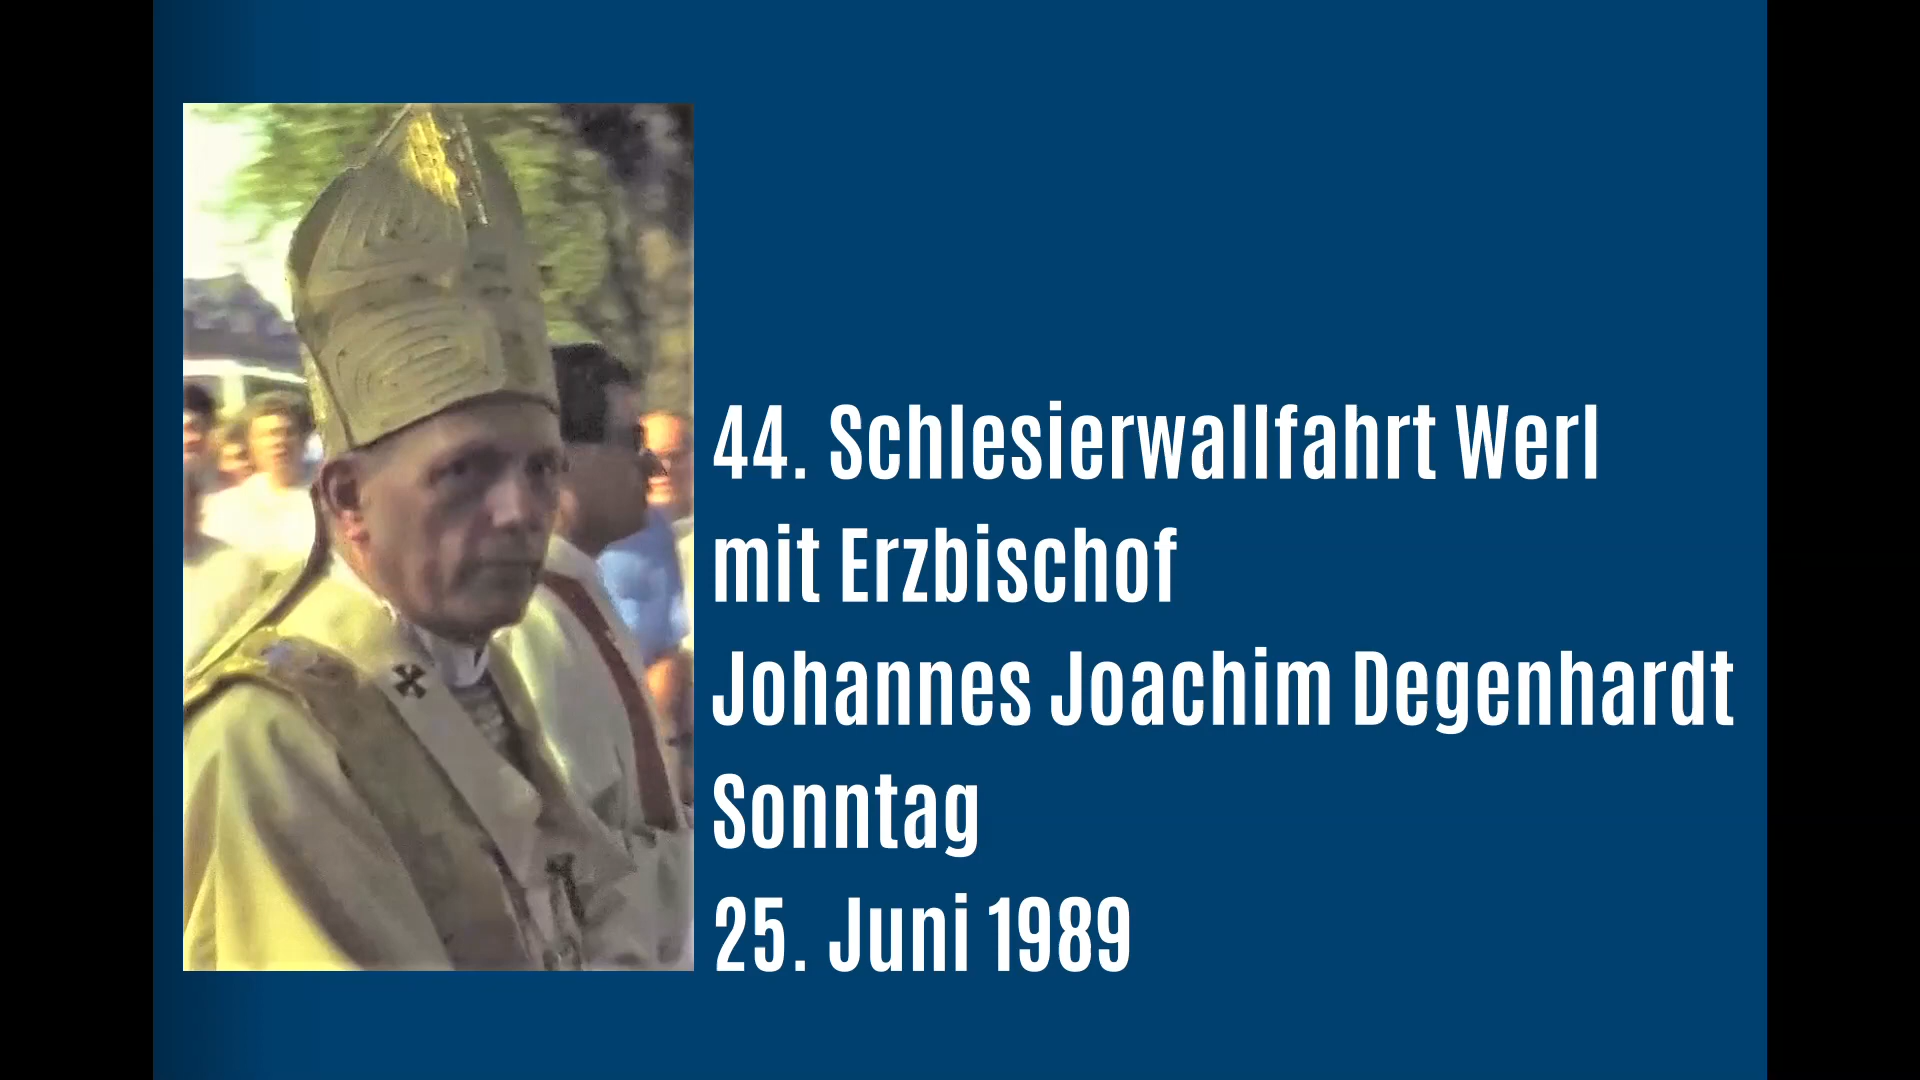 44. Schlesierwallfahrt Werl
mit Erzbischof
Johannes Joachim Degenhardt
Sonntag
25. Juni 1989